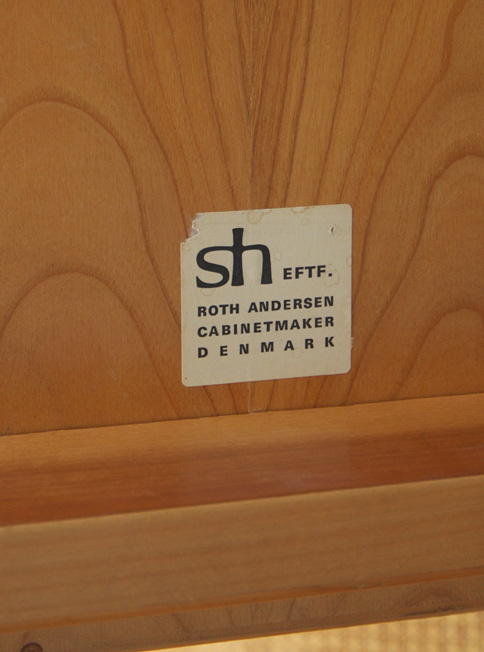 sh EFTF.
ROTH ANDERSEN
CABINETMAKER
DENMARK